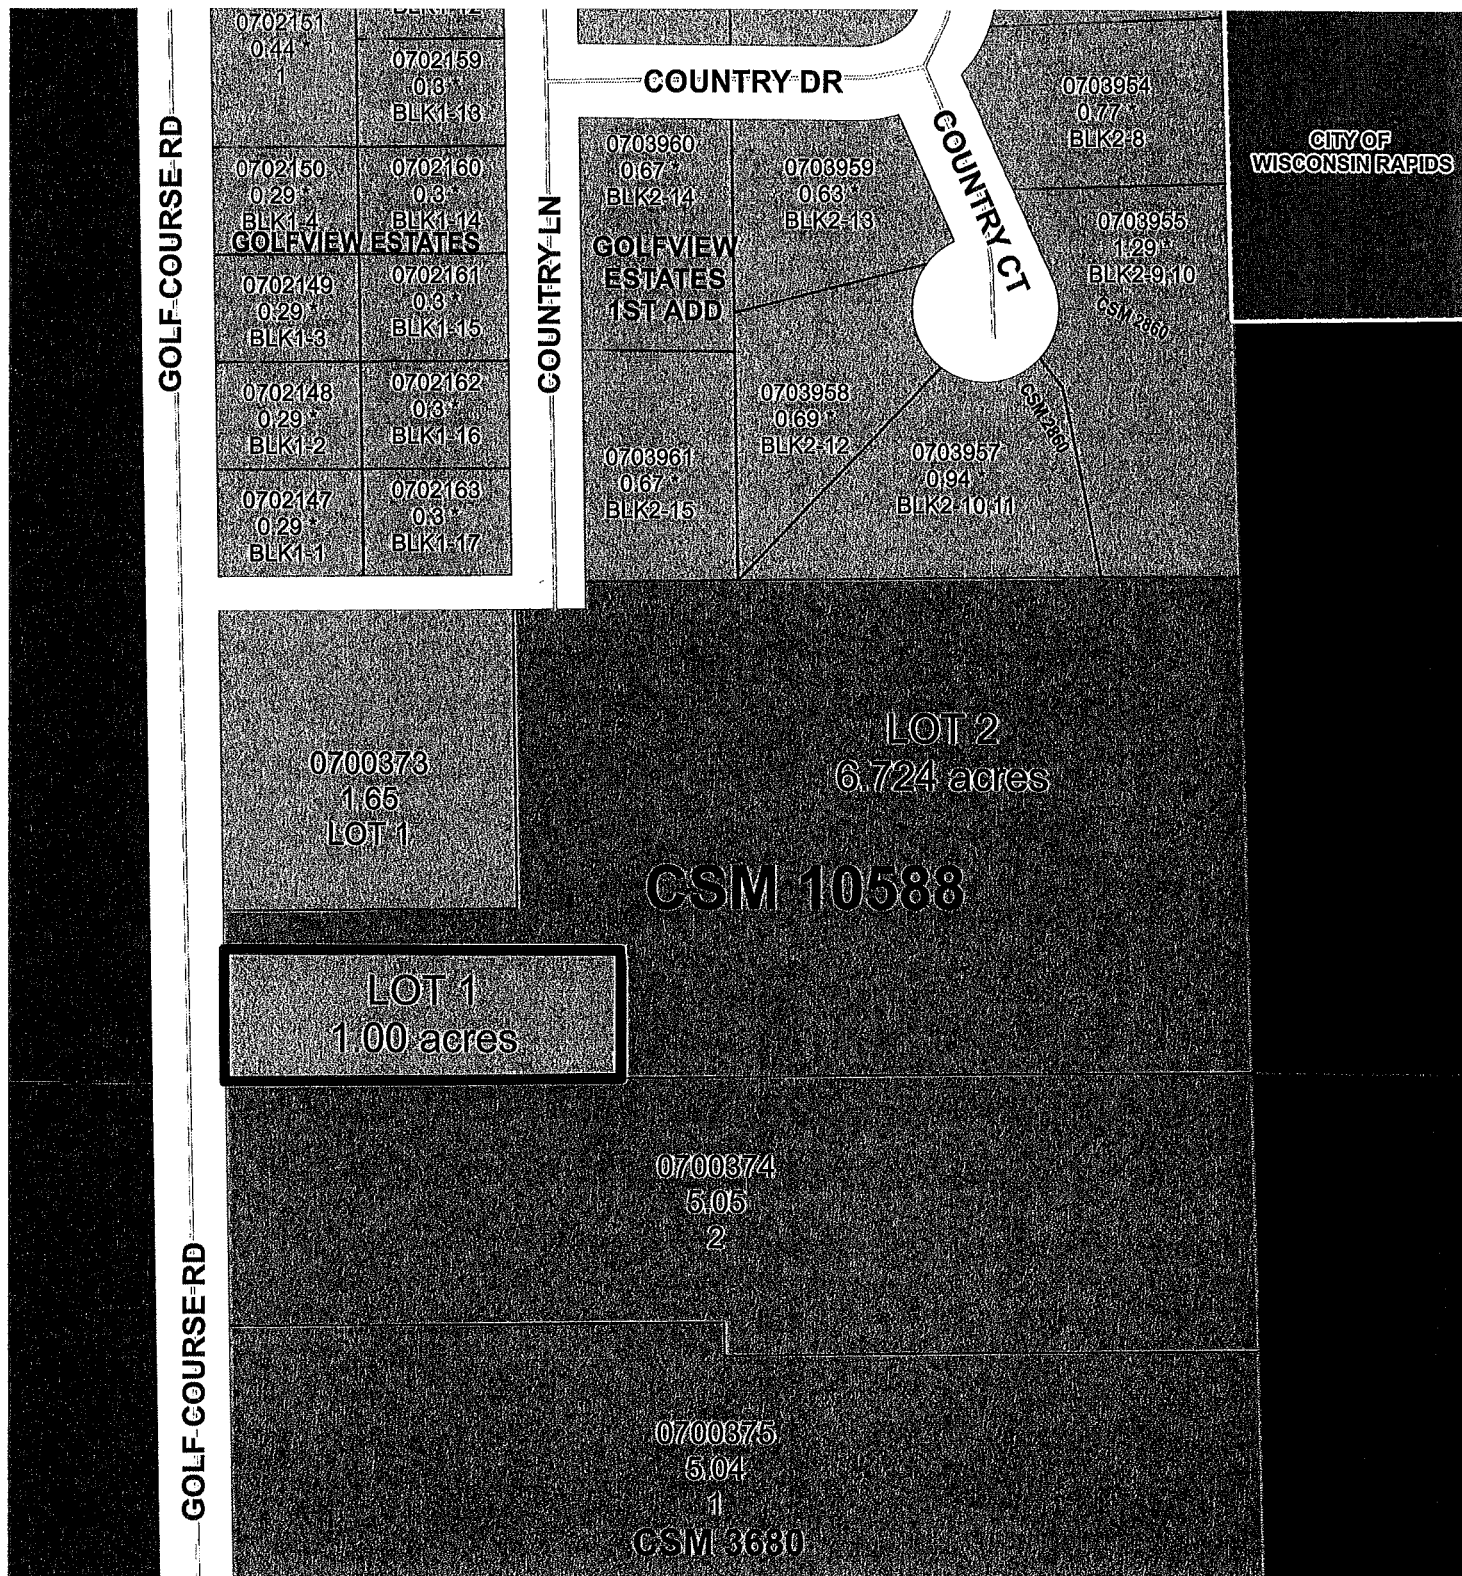 0702151
0.44 *
1
0702159
0.3 *
BLK1-13
0702150
0.29 *
BLK1-4
0702160
0.3 *
BLK1-14
GOLFVIEW ESTATES
0702149
0.29 *
BLK1-3
0702161
0.3 *
BLK1-15
0702148
0.29 *
BLK1-2
0702162
0.3 *
BLK1-16
0702147
0.29 *
BLK1-1
0702163
0.3 *
BLK1-17
GOLF COURSE RD
COUNTRY LN
COUNTRY DR
COUNTRY CT
0703960
0.67 *
BLK2-14
GOLFVIEW
ESTATES
1ST ADD
0703959
0.63 *
BLK2-13
0703954
0.77 *
BLK2-8
CITY OF
WISCONSIN RAPIDS
0703955
1.29 *
BLK2-9,10
CSM 2860
0703958
0.69 *
BLK2-12
CSM 2860
0703961
0.67 *
BLK2-15
0703957
0.94 *
BLK2-10,11
0700373
1.65
LOT 1
LOT 2
6.724 acres
CSM 10588
LOT 1
1.00 acres
0700374
5.05
2
GOLF COURSE RD
0700375
5.04
1
CSM 3680